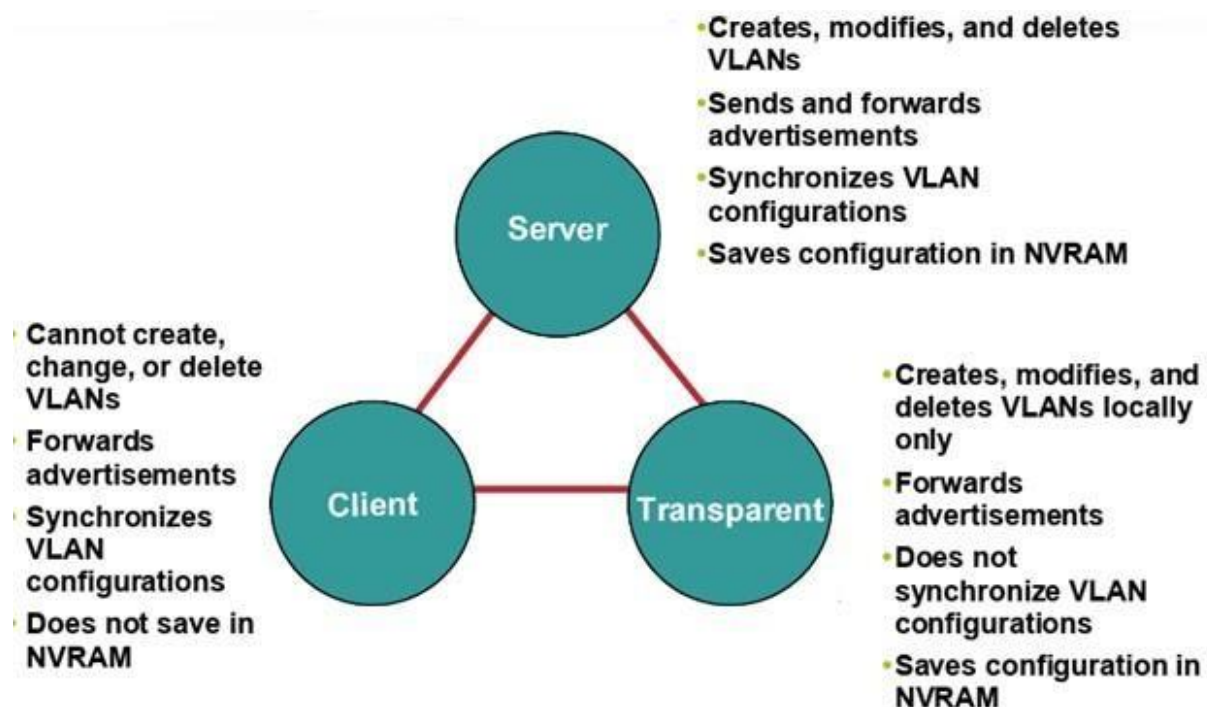 •Creates, modifies, and deletes
VLANs
•Sends and forwards
advertisements
•Synchronizes VLAN
configurations
•Saves configuration in NVRAM
Server
Cannot create,
change, or delete
VLANs
Forwards
advertisements
Synchronizes
VLAN
configurations
Does not save in
NVRAM
Client
Transparent
•Creates, modifies, and
deletes VLANs locally
only
•Forwards
advertisements
•Does not
synchronize VLAN
configurations
•Saves configuration in
NVRAM